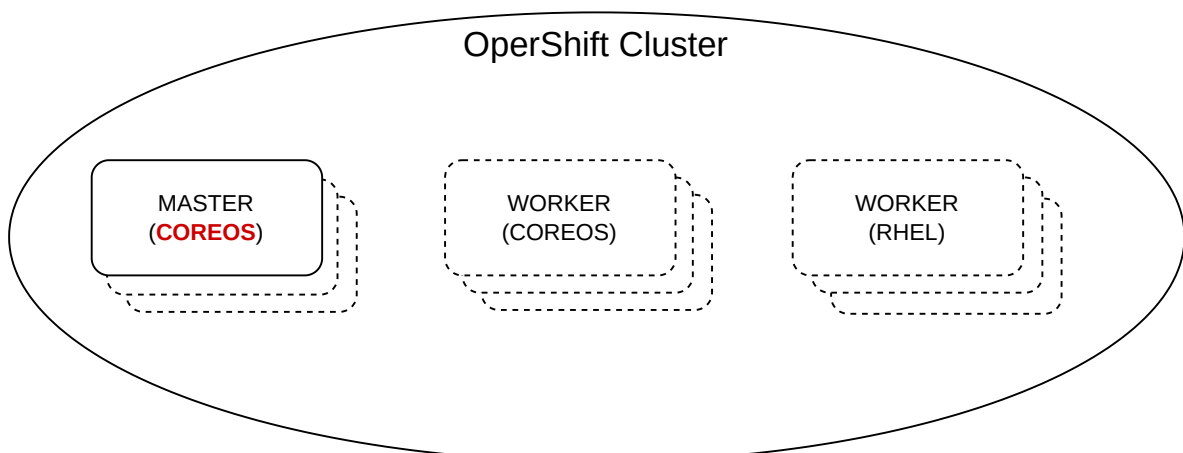 OperShift Cluster
MASTER
(COREOS)
WORKER
(COREOS)
WORKER
(RHEL)